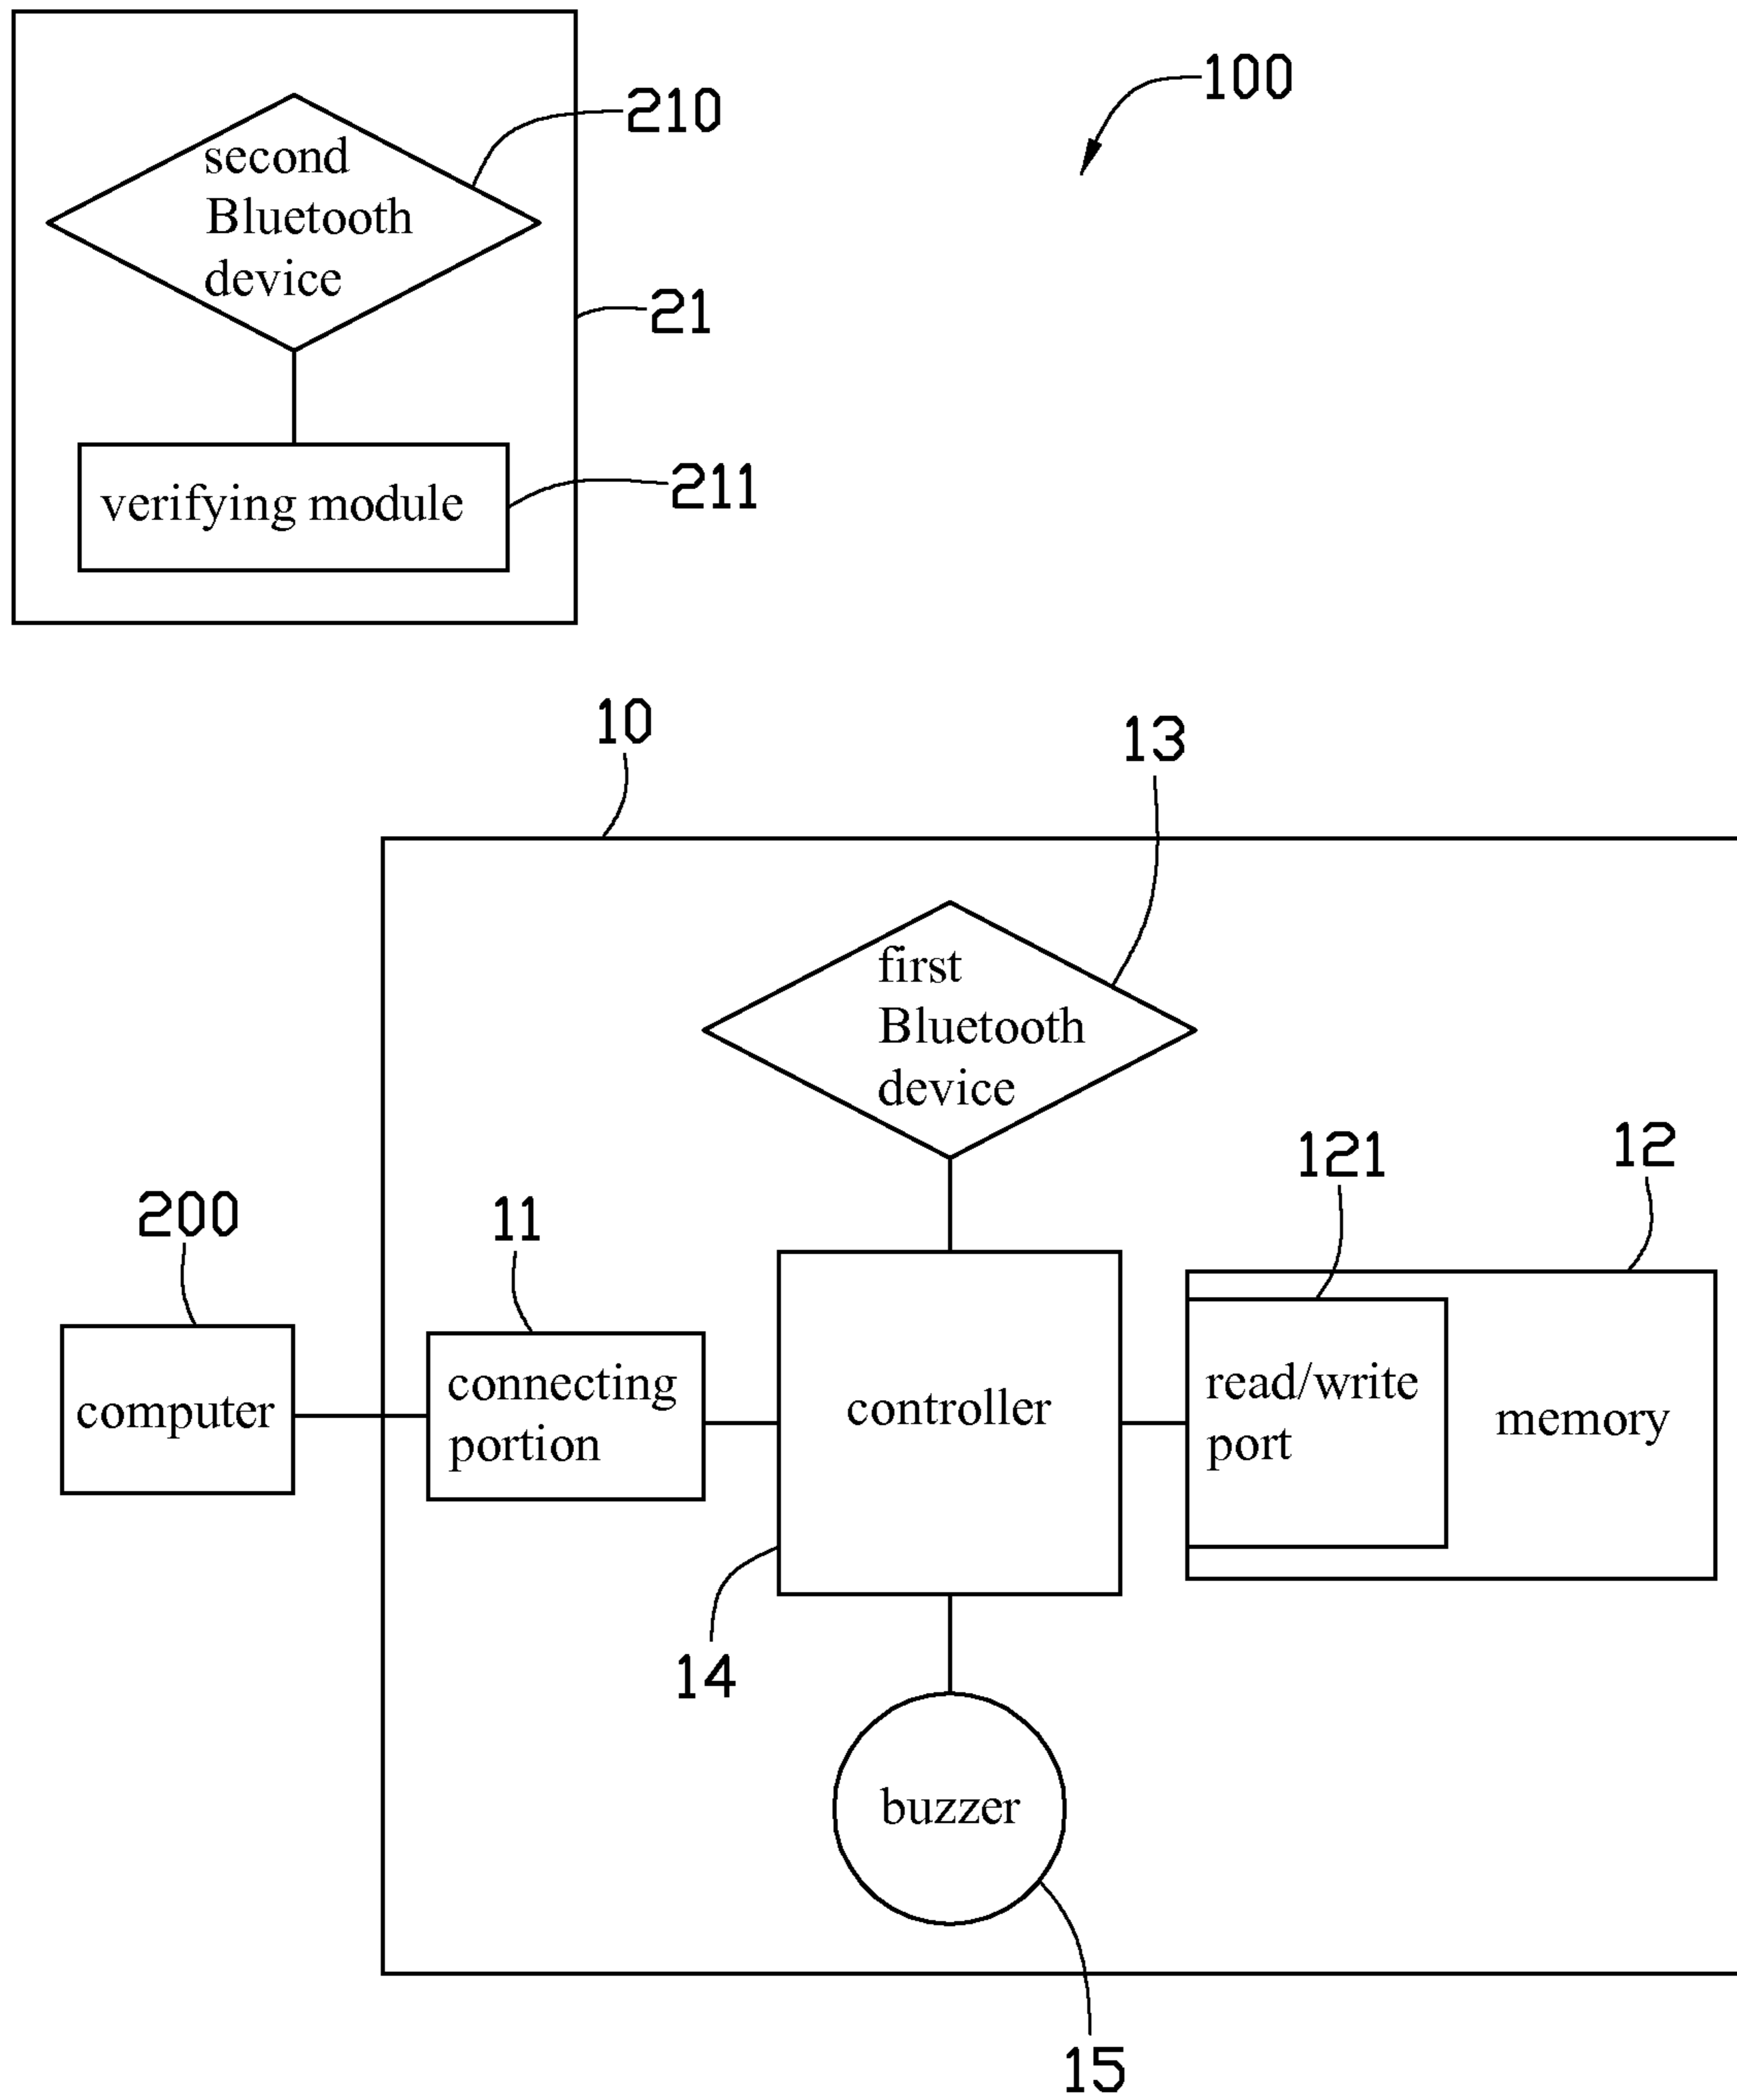 100
210
second
Bluetooth
device
21
211
verifying module
10
13
first
Bluetooth
device
121
12
200
11
computer
connecting
portion
controller
read/write
port
memory
14
buzzer
15